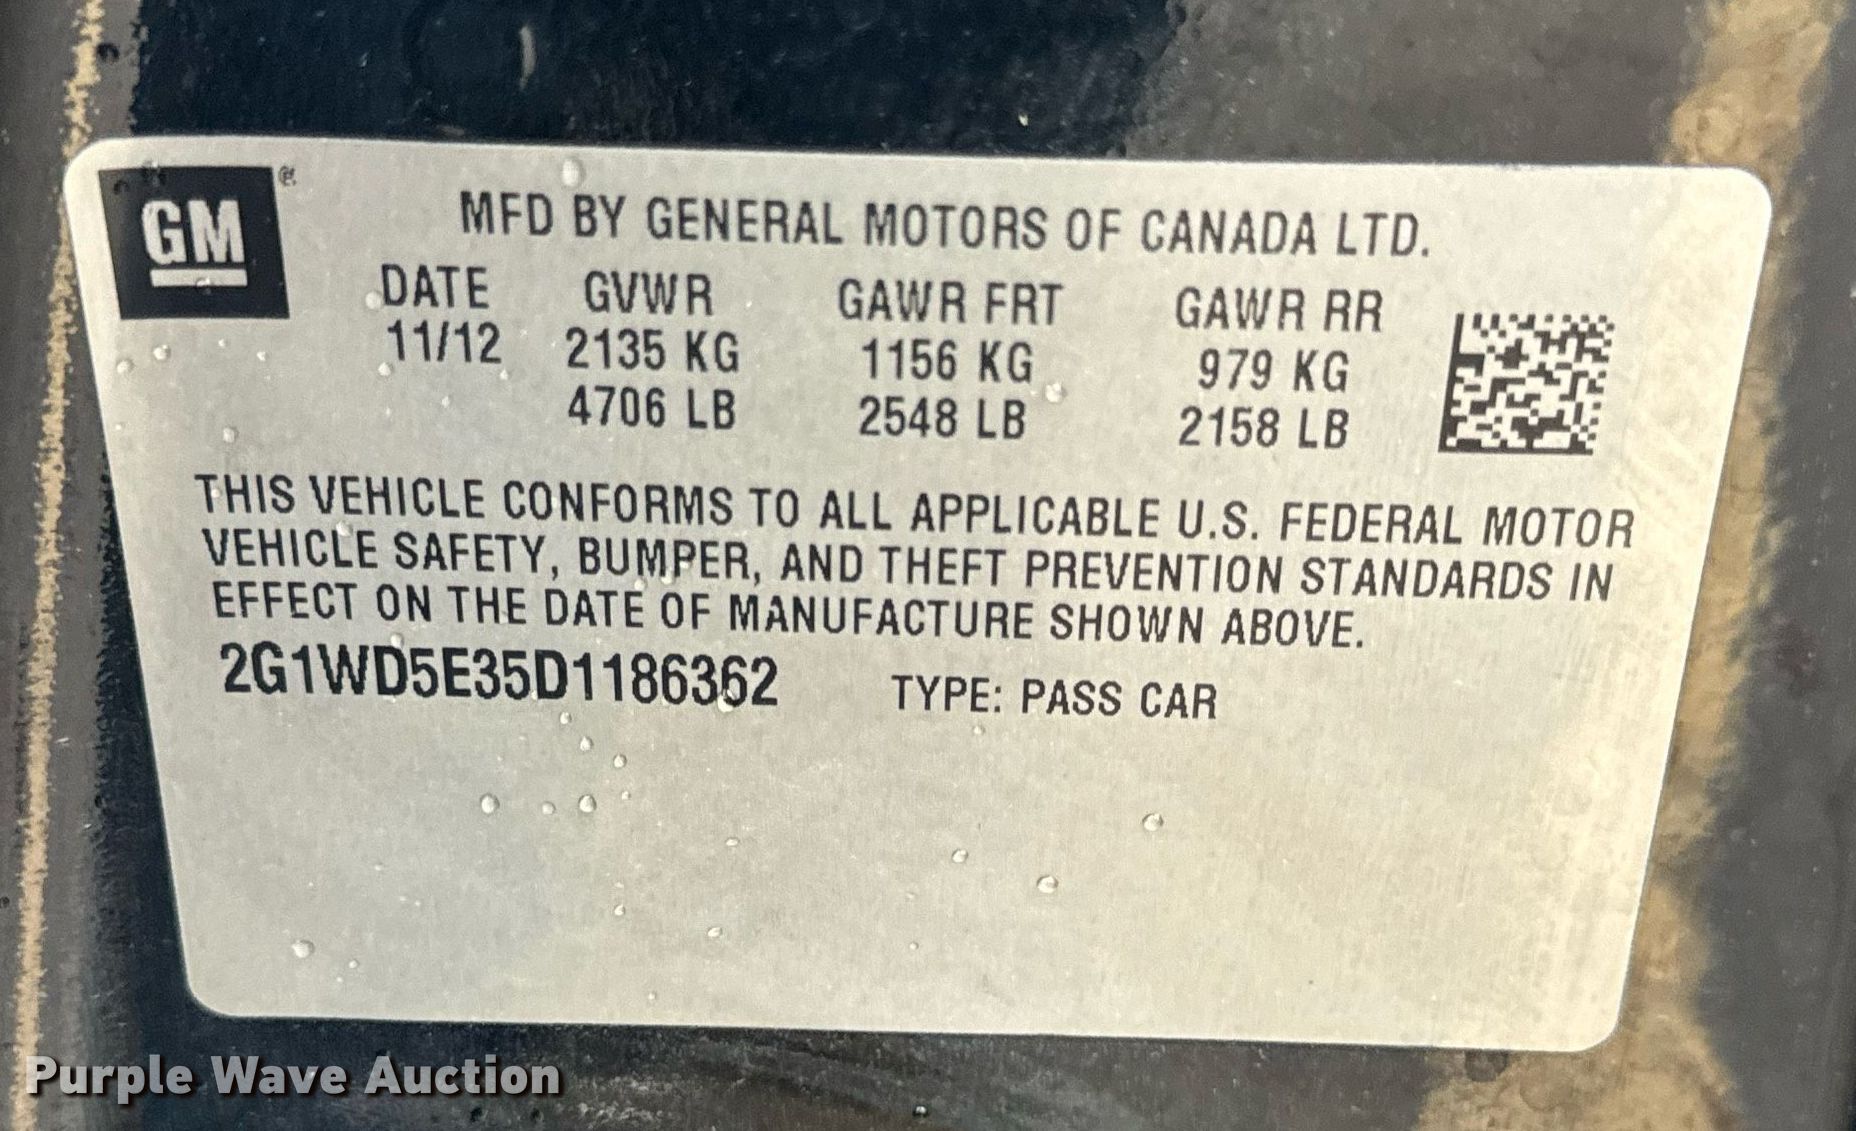 GM ®
MFD BY GENERAL MOTORS OF CANADA LTD.
DATE GVWR GAWR FRT GAWR RR
11/12 2135 KG 1156 KG 979 KG
4706 LB 2548 LB 2158 LB
THIS VEHICLE CONFORMS TO ALL APPLICABLE U.S. FEDERAL MOTOR
VEHICLE SAFETY, BUMPER, AND THEFT PREVENTION STANDARDS IN
EFFECT ON THE DATE OF MANUFACTURE SHOWN ABOVE.
2G1WD5E35D1186362 TYPE: PASS CAR
Purple Wave Auction